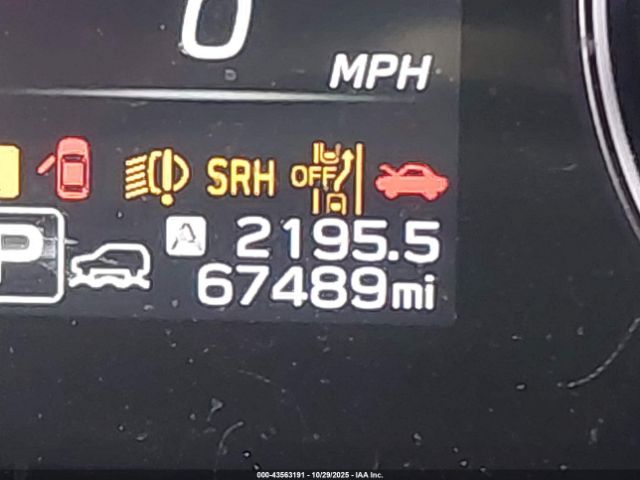 0
MPH
SRH OFF
P A 2195.5
67489mi
000-43563191 - 10/29/2025 - IAA Inc.